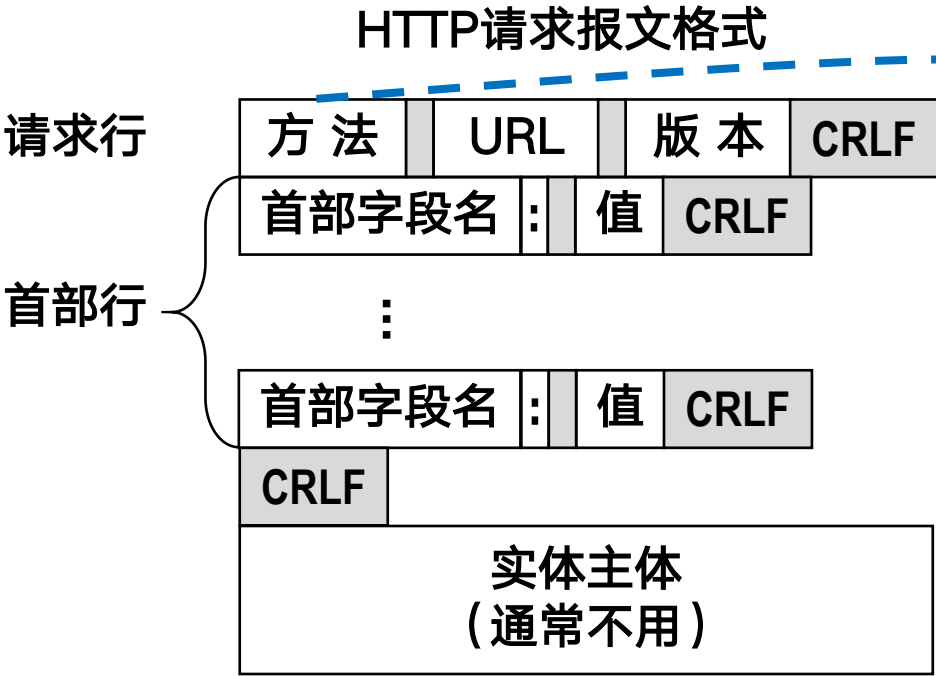 HTTP请求报文格式
请求行
方 法 URL 版 本 CRLF
首部字段名 : 值 CRLF
首部行
⋮
首部字段名 : 值 CRLF
CRLF
实体主体
(通常不用)